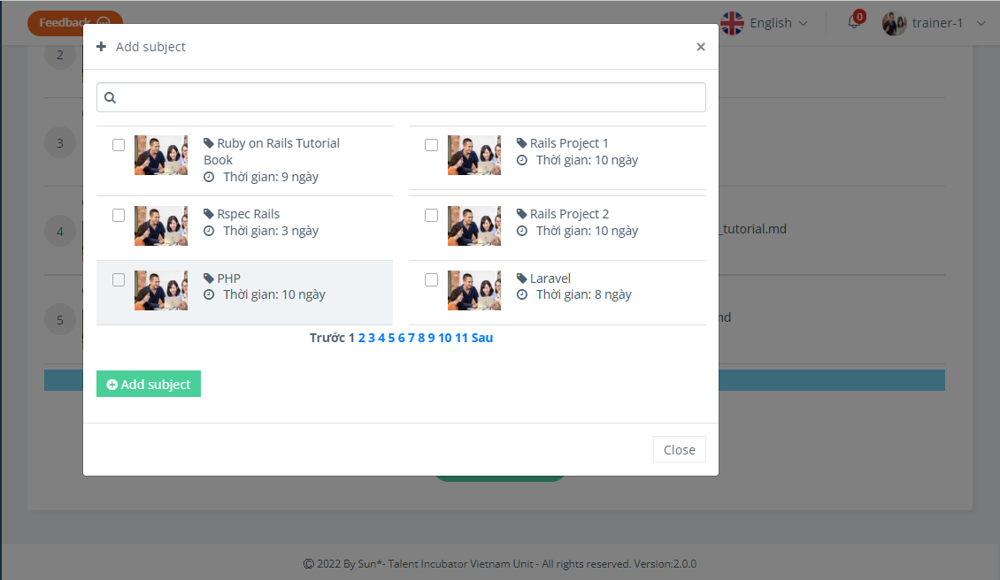 Feedback
English
0
trainer-1
Add subject
×
2
3
4
5
Ruby on Rails Tutorial
Book
Thời gian: 9 ngày
Rails Project 1
Thời gian: 10 ngày
Rspec Rails
Thời gian: 3 ngày
Rails Project 2
Thời gian: 10 ngày
PHP
Thời gian: 10 ngày
Laravel
Thời gian: 8 ngày
_tutorial.md
md
Trước 1 2 3 4 5 6 7 8 9 10 11 Sau
Add subject
Close
© 2022 By Sun*- Talent Incubator Vietnam Unit - All rights reserved. Version:2.0.0